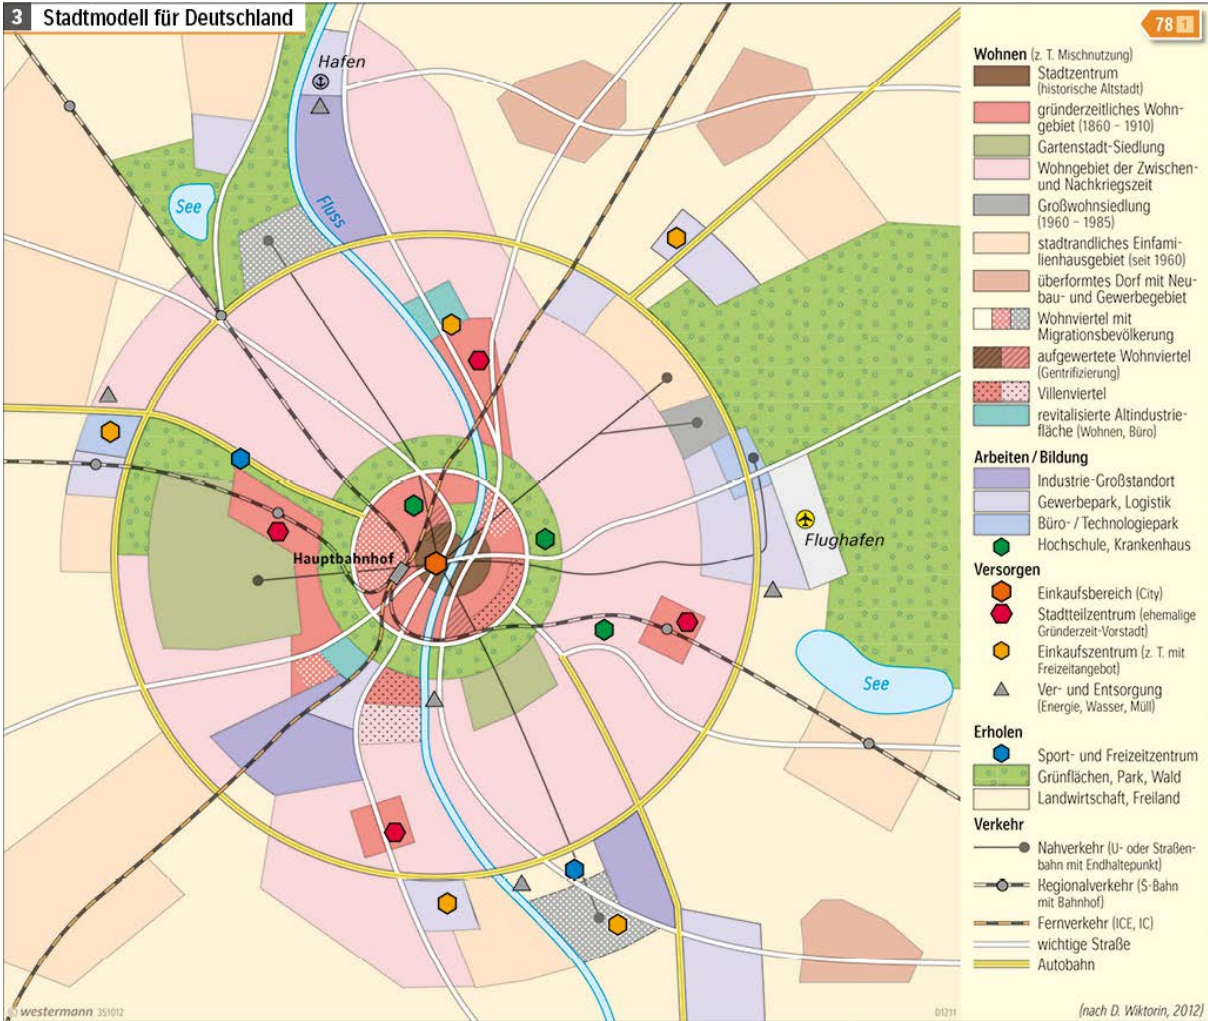 3 Stadtmodell für Deutschland
78 1
Hafen
See
Fluss
Hauptbahnhof
Flughafen
See
© westermann 351012
01211
Wohnen (z. T. Mischnutzung)
Stadtzentrum
(historische Altstadt)
gründerzeitliches Wohn-
gebiet (1860 – 1910)
Gartenstadt-Siedlung
Wohngebiet der Zwischen-
und Nachkriegszeit
Großwohnsiedlung
(1960 – 1985)
stadtrandliches Einfami-
lienhausgebiet (seit 1960)
überformtes Dorf mit Neu-
bau- und Gewerbegebiet
Wohnviertel mit
Migrationsbevölkerung
aufgewertete Wohnviertel
(Gentrifizierung)
Villenviertel
revitalisierte Altindustrie-
fläche (Wohnen, Büro)
Arbeiten / Bildung
Industrie-Großstandort
Gewerbepark, Logistik
Büro- / Technologiepark
Hochschule, Krankenhaus
Versorgen
Einkaufsbereich (City)
Stadtteilzentrum (ehemalige
Gründerzeit-Vorstadt)
Einkaufszentrum (z. T. mit
Freizeitangebot)
Ver- und Entsorgung
(Energie, Wasser, Müll)
Erholen
Sport- und Freizeitzentrum
Grünflächen, Park, Wald
Landwirtschaft, Freiland
Verkehr
Nahverkehr (U- oder Straßen-
bahn mit Endhaltepunkt)
Regionalverkehr (S-Bahn
mit Bahnhof)
Fernverkehr (ICE, IC)
wichtige Straße
Autobahn
(nach D. Wiktorin, 2012)